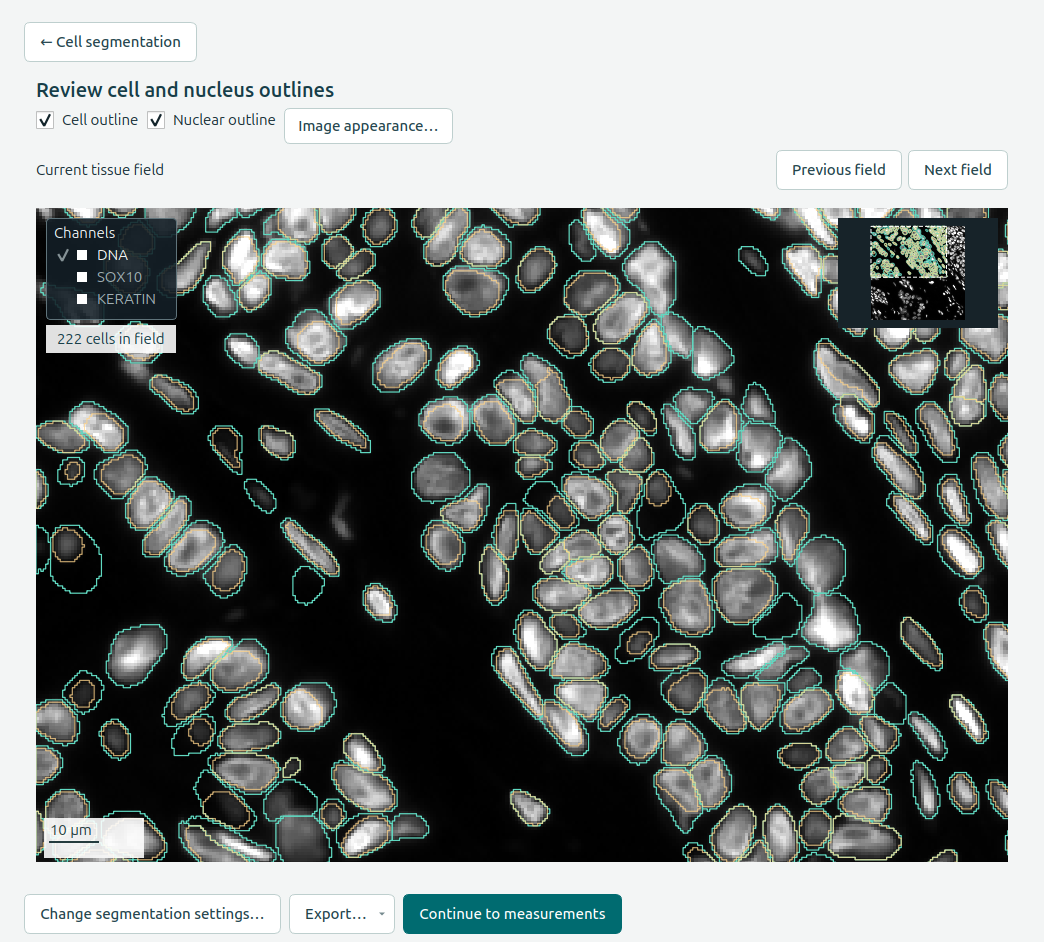 ← Cell segmentation
Review cell and nucleus outlines
Cell outline
Nuclear outline
Image appearance...
Current tissue field
Previous field
Next field
Channels
DNA
SOX10
KERATIN
222 cells in field
10 µm
Change segmentation settings...
Export...
Continue to measurements